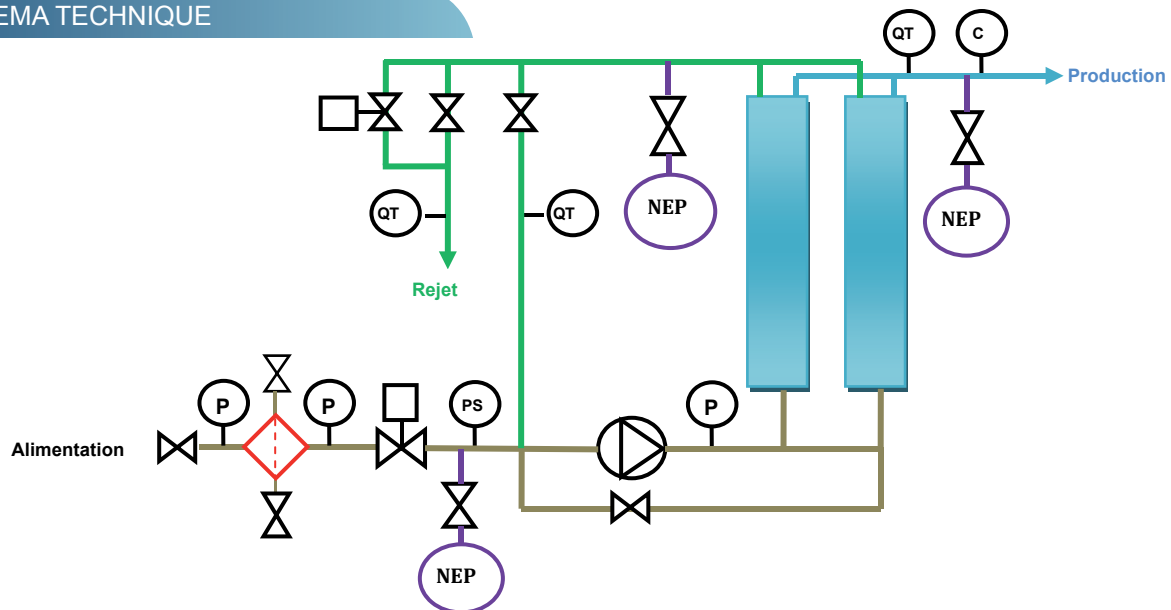 EMA TECHNIQUE
QT
C
Production
NEP
NEP
QT
QT
Rejet
P
P
PS
P
Alimentation
NEP